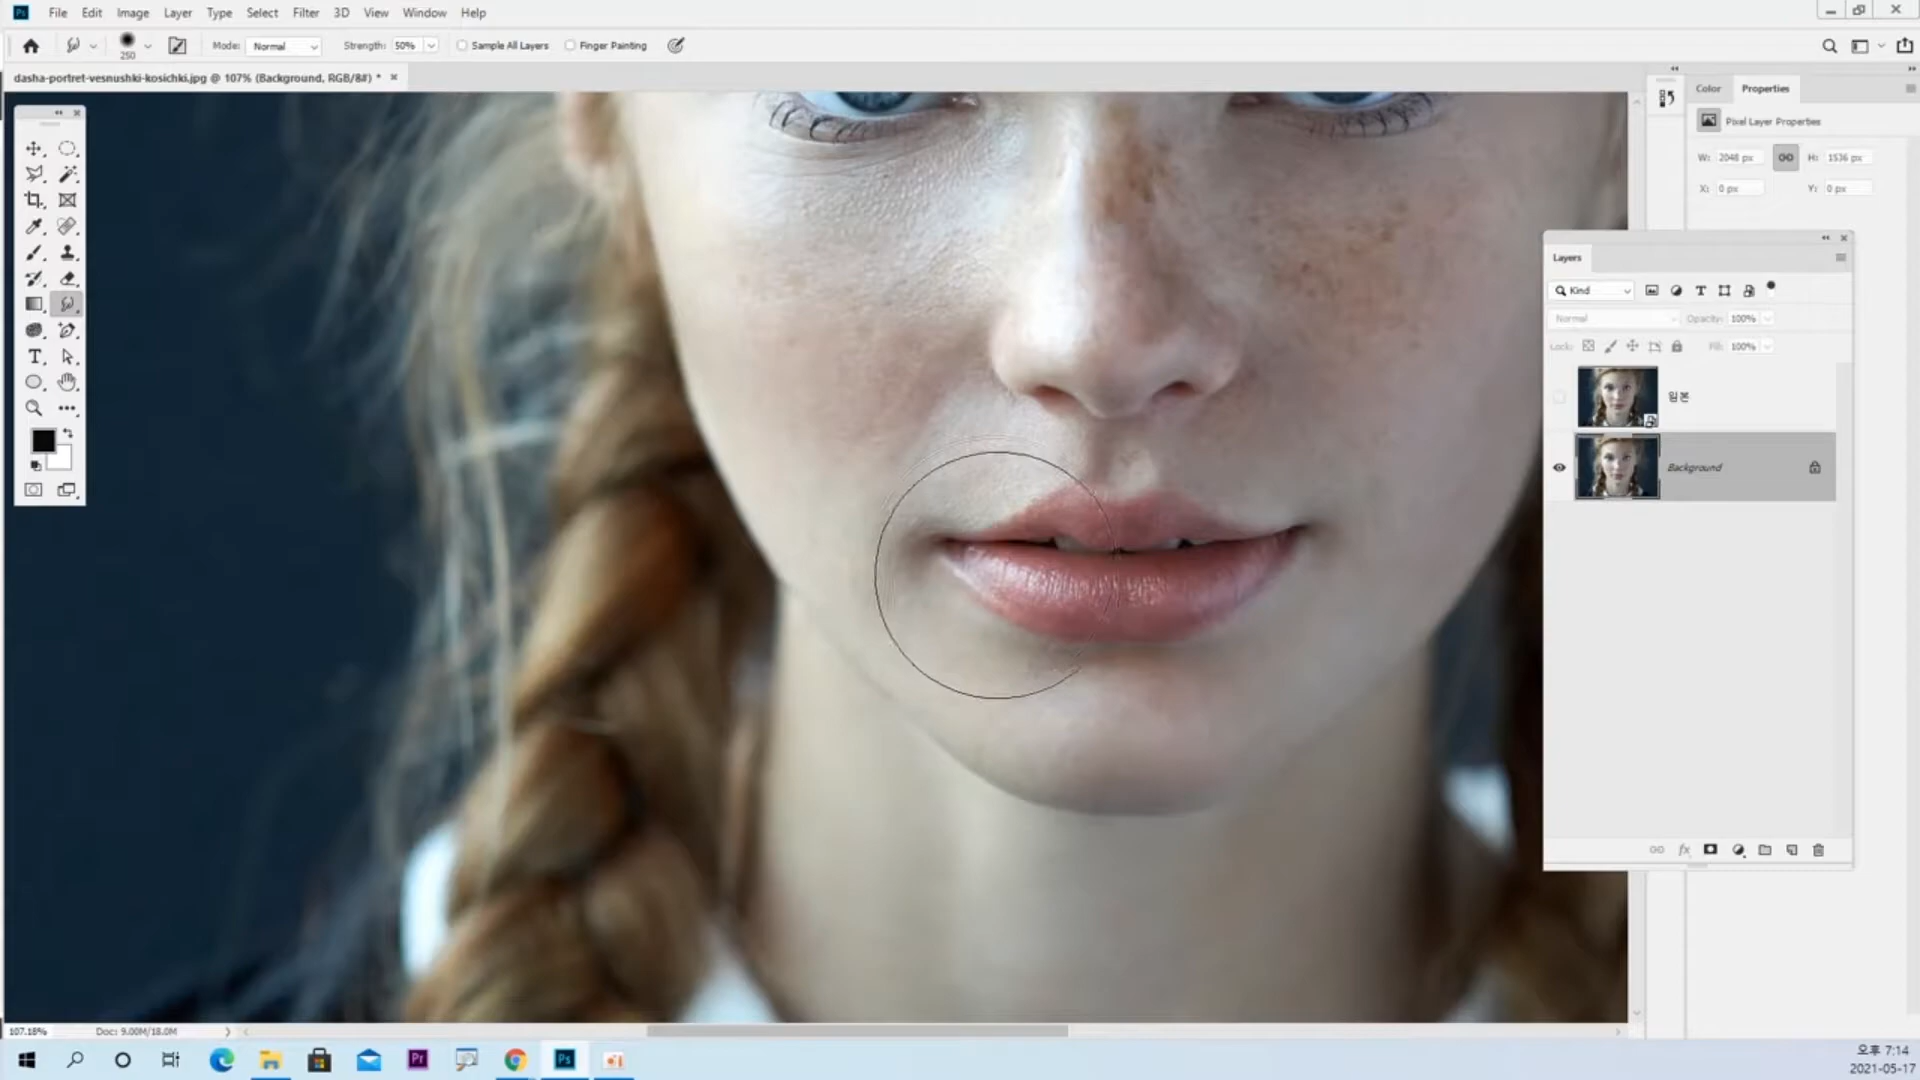 File Edit Image Layer Type Select Filter 3D View Window Help
250 Mode: Normal Strength: 50% Sample All Layers Finger Painting
dasha-portret-vesnushki-kosichki.jpg @ 107% (Background, RGB/8#) *
Color Properties
Pixel Layer Properties
W: 2048 px H: 1536 px
X: 0 px Y: 0 px
Layers
Kind
Normal Opacity: 100%
Lock: Fill: 100%
원본
Background
107.18% Doc: 9.00M/18.0M
오후 7:14
2021-05-17